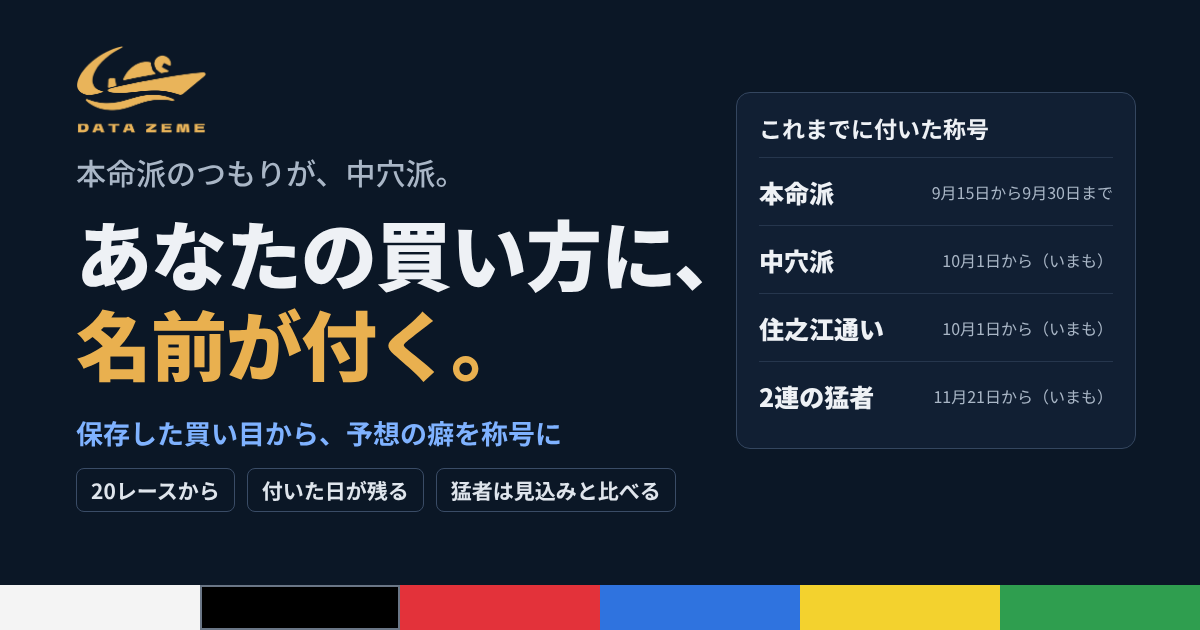 DATA ZEME
本命派のつもりが、中穴派。
あなたの買い方に、
名前が付く。
保存した買い目から、予想の癖を称号に
20レースから
付いた日が残る
猛者は見込みと比べる
これまでに付いた称号
本命派 9月15日から9月30日まで
中穴派 10月1日から（いまも）
住之江通い 10月1日から（いまも）
2連の猛者 11月21日から（いまも）